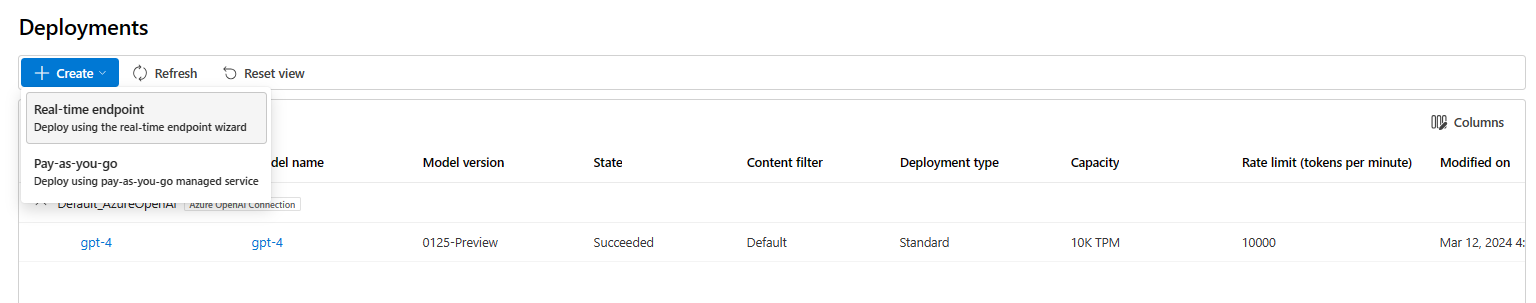 Deployments
Create
Refresh
Reset view
Real-time endpoint
Deploy using the real-time endpoint wizard
Pay-as-you-go
Deploy using pay-as-you-go managed service
Columns
del name Model version State Content filter Deployment type Capacity Rate limit (tokens per minute) Modified on
Default_AzureOpenAI Azure OpenAI Connection
gpt-4 gpt-4 0125-Preview Succeeded Default Standard 10K TPM 10000 Mar 12, 2024 4: